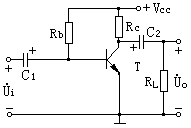 +Vcc
Rb
Rc
C2
+
+
+
+
C1
T
U̇i
RL
U̇o
−
−